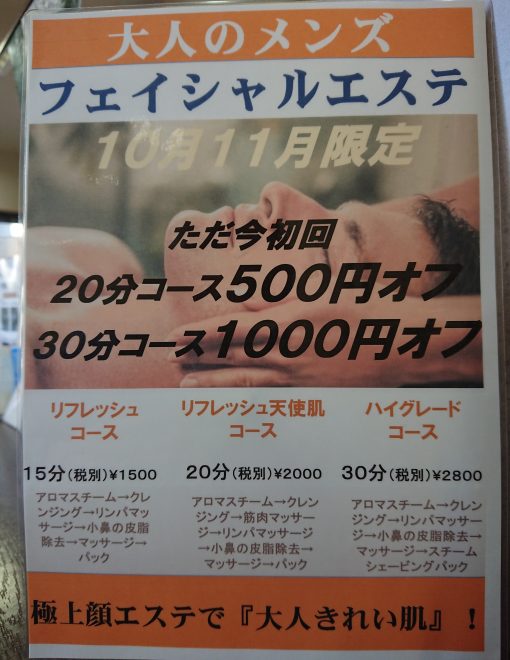 大人のメンズ
フェイシャルエステ
10月11月限定
ただ今初回
20分コース500円オフ
30分コース1000円オフ
リフレッシュ
コース
15分(税別)¥1500
アロマスチーム→クレ
ンジング→リンパマッ
サージ→小鼻の皮脂
除去→マッサージ→
パック
リフレッシュ天使肌
コース
20分(税別)¥2000
アロマスチーム→クレン
ジング→筋肉マッサー
ジ→リンパマッサージ
→小鼻の皮脂除去→
マッサージ→パック
ハイグレード
コース
30分(税別)¥2800
アロマスチーム→クレン
ジング→リンパマッサー
ジ→小鼻の皮脂除去→
マッサージ→スチーム
シェービングパック
極上顔エステで『大人きれい肌』！